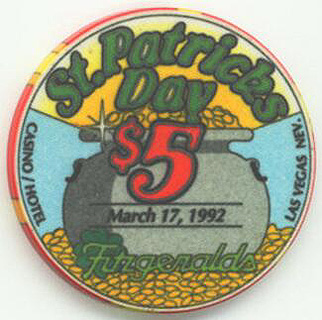 St. Patricks
Day
$5
March 17, 1992
Fitzgeralds
CASINO / HOTEL
LAS VEGAS NEV.